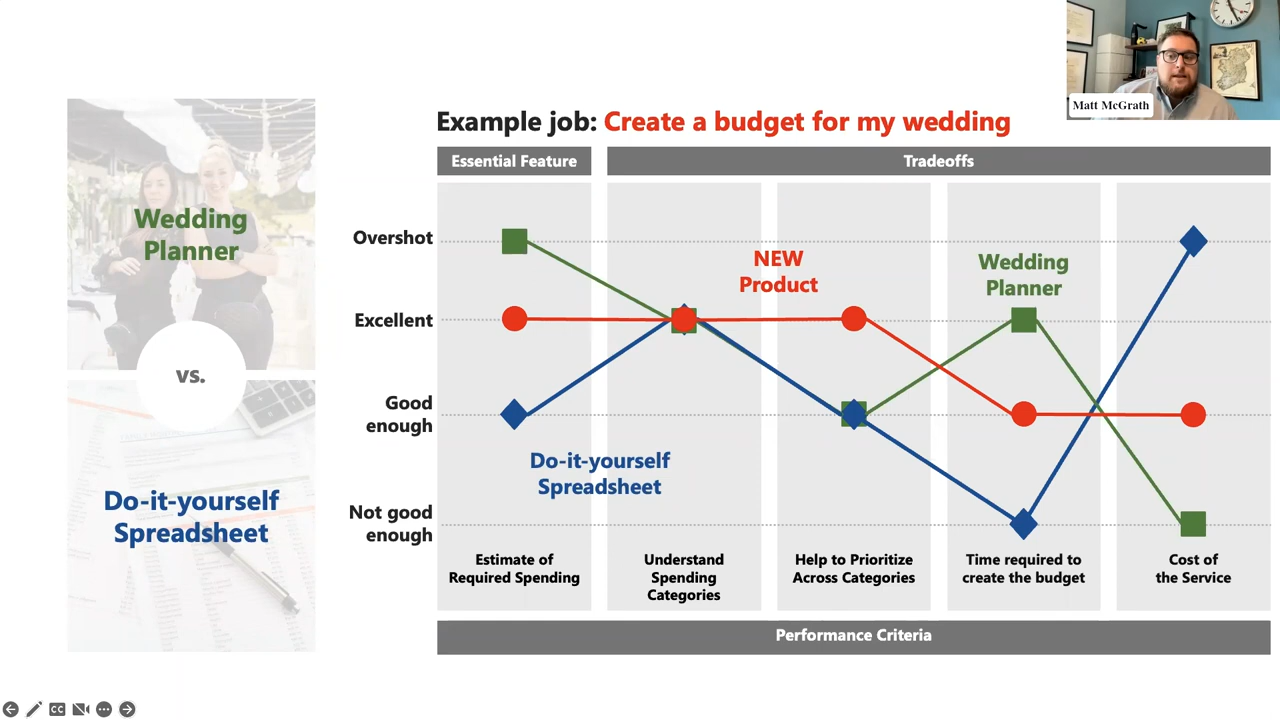 Matt McGrath
Example job: Create a budget for my wedding
Essential Feature
Tradeoffs
Wedding
Planner
vs.
Do-it-yourself
Spreadsheet
Overshot
Excellent
Good
enough
Not good
enough
NEW
Product
Wedding
Planner
Do-it-yourself
Spreadsheet
Estimate of
Required Spending
Understand
Spending
Categories
Help to Prioritize
Across Categories
Time required to
create the budget
Cost of
the Service
Performance Criteria
CC